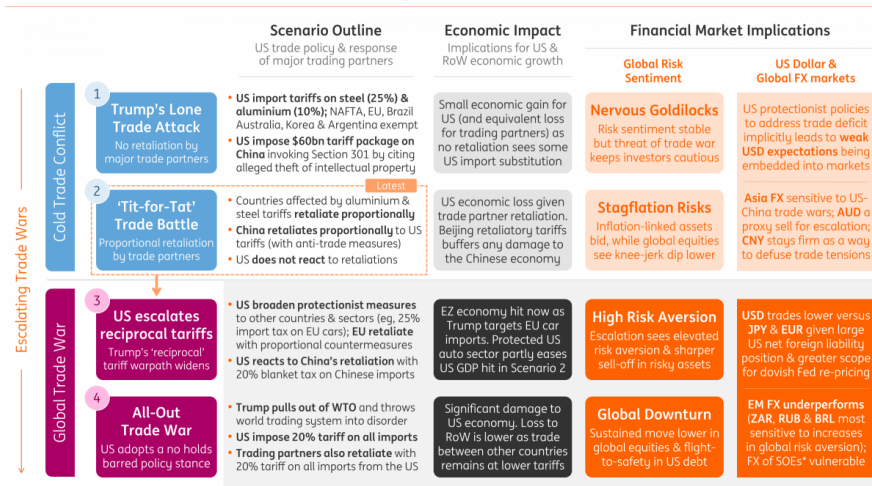 Scenario Outline
US trade policy & response
of major trading partners
Economic Impact
Implications for US &
RoW economic growth
Financial Market Implications
Global Risk
Sentiment
US Dollar &
Global FX markets
Escalating Trade Wars
Cold Trade Conflict
1
Trump's Lone
Trade Attack
No retaliation by
major trade partners
• US import tariffs on steel (25%) &
aluminium (10%); NAFTA, EU, Brazil
Australia, Korea & Argentina exempt
• US impose $60bn tariff package on
China invoking Section 301 by citing
alleged theft of intellectual property
Small economic gain for
US (and equivalent loss
for trading partners) as
no retaliation sees some
US import substitution
Nervous Goldilocks
Risk sentiment stable
but threat of trade war
keeps investors cautious
US protectionist policies
to address trade deficit
implicitly leads to weak
USD expectations being
embedded into markets
Latest
2
'Tit-for-Tat'
Trade Battle
Proportional retaliation
by trade partners
• Countries affected by aluminium &
steel tariffs retaliate proportionally
• China retaliates proportionally to US
tariffs (with anti-trade measures)
• US does not react to retaliations
US economic loss given
trade partner retaliation.
Beijing retaliatory tariffs
buffers any damage to
the Chinese economy
Stagflation Risks
Inflation-linked assets
bid, while global equities
see knee-jerk dip lower
Asia FX sensitive to US-
China trade wars; AUD a
proxy sell for escalation;
CNY stays firm as a way
to defuse trade tensions
Global Trade War
3
US escalates
reciprocal tariffs
Trump's 'reciprocal'
tariff warpath widens
• US broaden protectionist measures
to other countries & sectors (eg, 25%
import tax on EU cars); EU retaliate
with proportional countermeasures
• US reacts to China's retaliation with
20% blanket tax on Chinese imports
EZ economy hit now as
Trump targets EU car
imports. Protected US
auto sector partly eases
US GDP hit in Scenario 2
High Risk Aversion
Escalation sees elevated
risk aversion & sharper
sell-off in risky assets
USD trades lower versus
JPY & EUR given large
US net foreign liability
position & greater scope
for dovish Fed re-pricing
4
All-Out
Trade War
US adopts a no holds
barred policy stance
• Trump pulls out of WTO and throws
world trading system into disorder
• US impose 20% tariff on all imports
• Trading partners also retaliate with
20% tariff on all imports from the US
Significant damage to
US economy. Loss to
RoW is lower as trade
between other countries
remains at lower tariffs
Global Downturn
Sustained move lower in
global equities & flight-
to-safety in US debt
EM FX underperforms
(ZAR, RUB & BRL most
sensitive to increases
in global risk aversion);
FX of SOEs* vulnerable